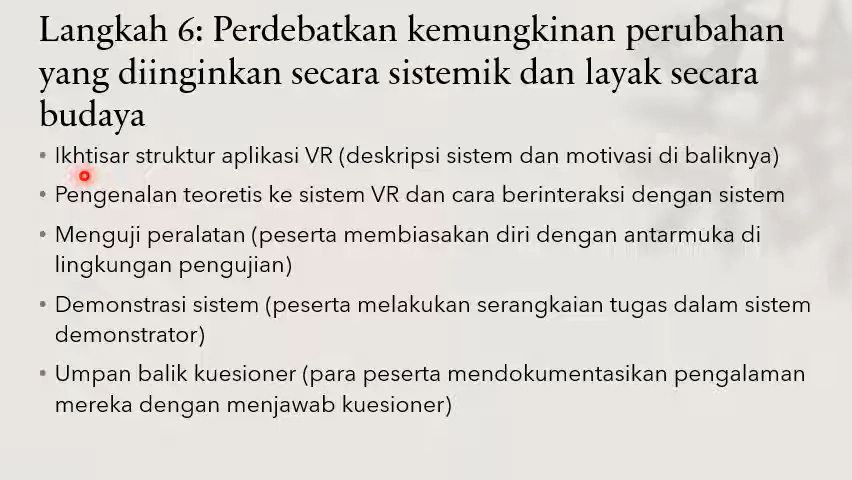 Langkah 6: Perdebatkan kemungkinan perubahan
yang diinginkan secara sistemik dan layak secara
budaya
• Ikhtisar struktur aplikasi VR (deskripsi sistem dan motivasi di baliknya)
• Pengenalan teoretis ke sistem VR dan cara berinteraksi dengan sistem
• Menguji peralatan (peserta membiasakan diri dengan antarmuka di
lingkungan pengujian)
• Demonstrasi sistem (peserta melakukan serangkaian tugas dalam sistem
demonstrator)
• Umpan balik kuesioner (para peserta mendokumentasikan pengalaman
mereka dengan menjawab kuesioner)